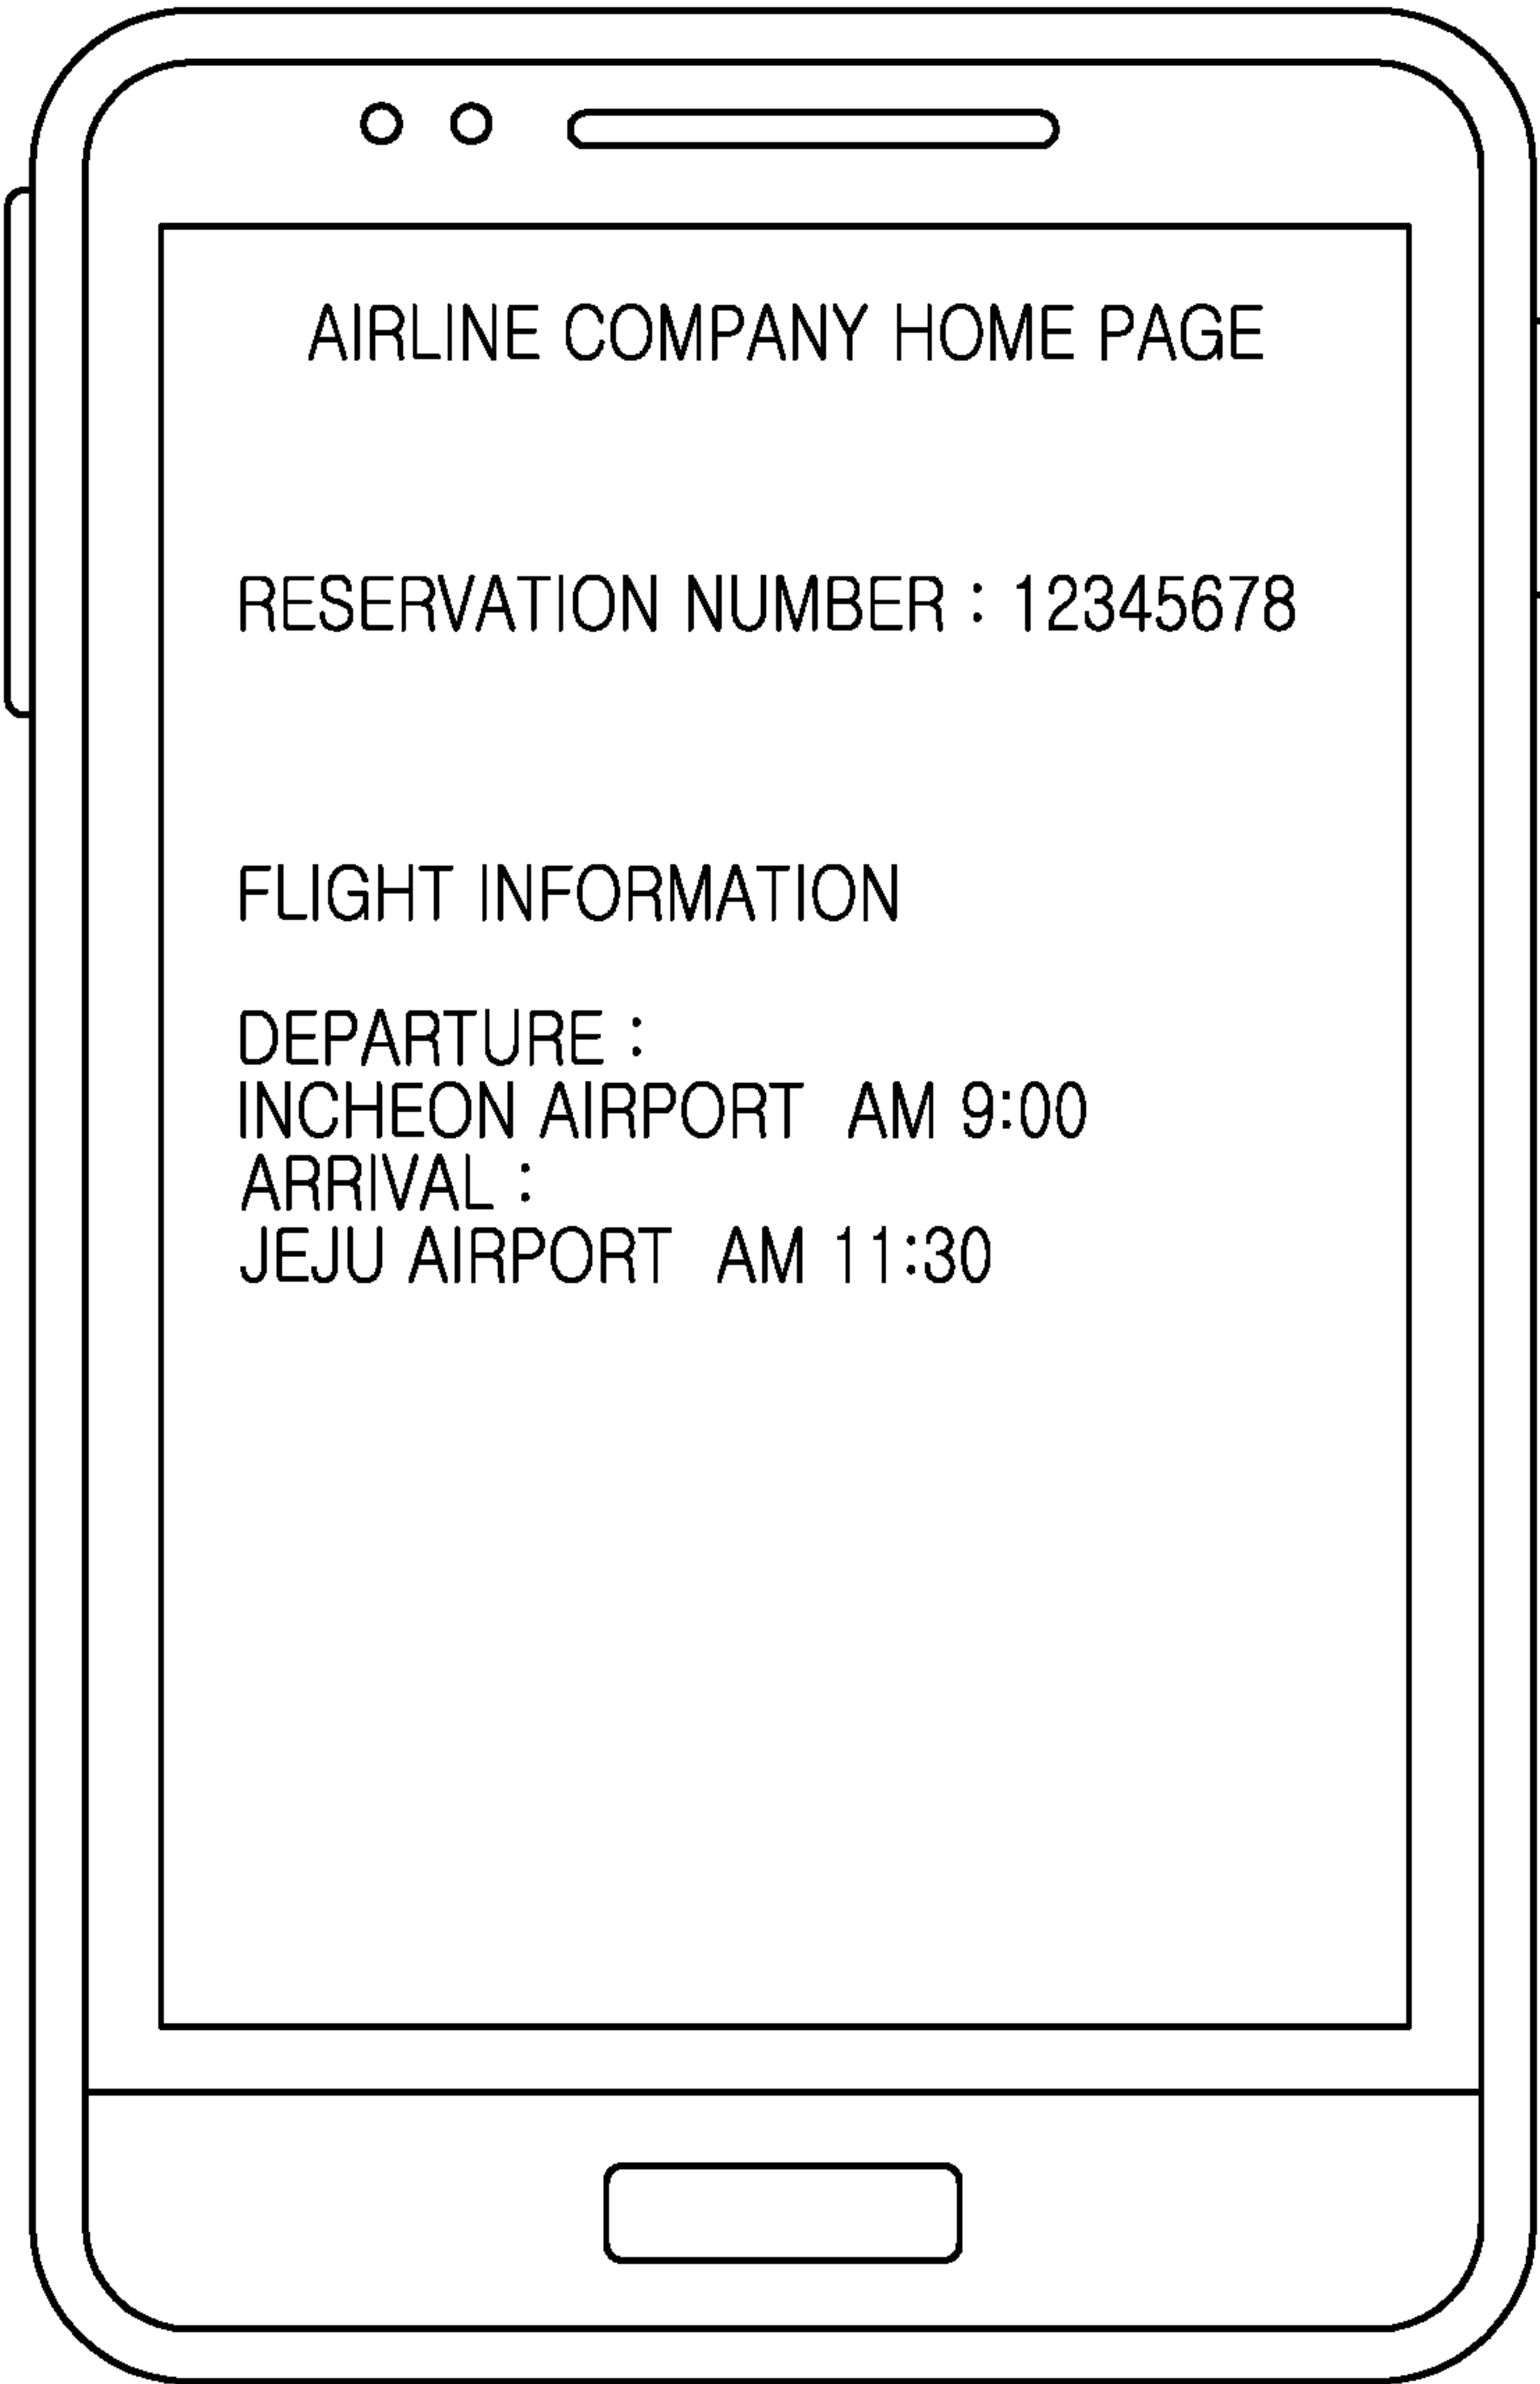 AIRLINE COMPANY HOME PAGE
RESERVATION NUMBER : 12345678
FLIGHT INFORMATION
DEPARTURE :
INCHEON AIRPORT AM 9:00
ARRIVAL :
JEJU AIRPORT AM 11:30